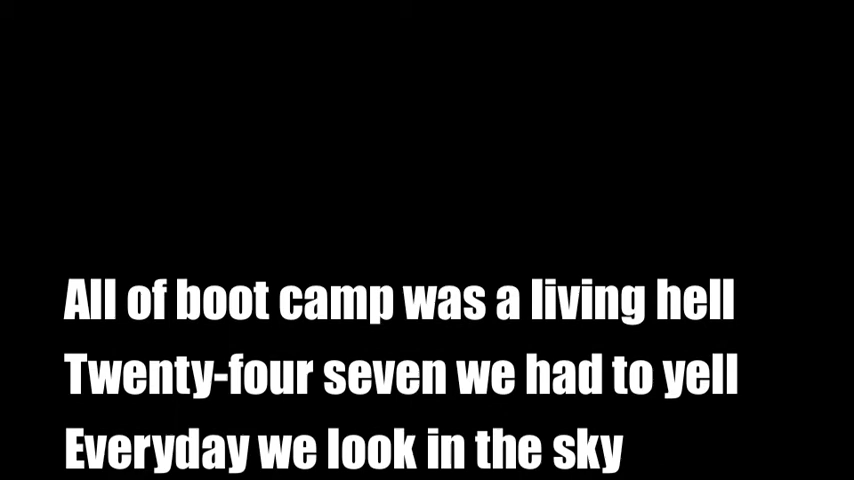 All of boot camp was a living hell
Twenty-four seven we had to yell
Everyday we look in the sky